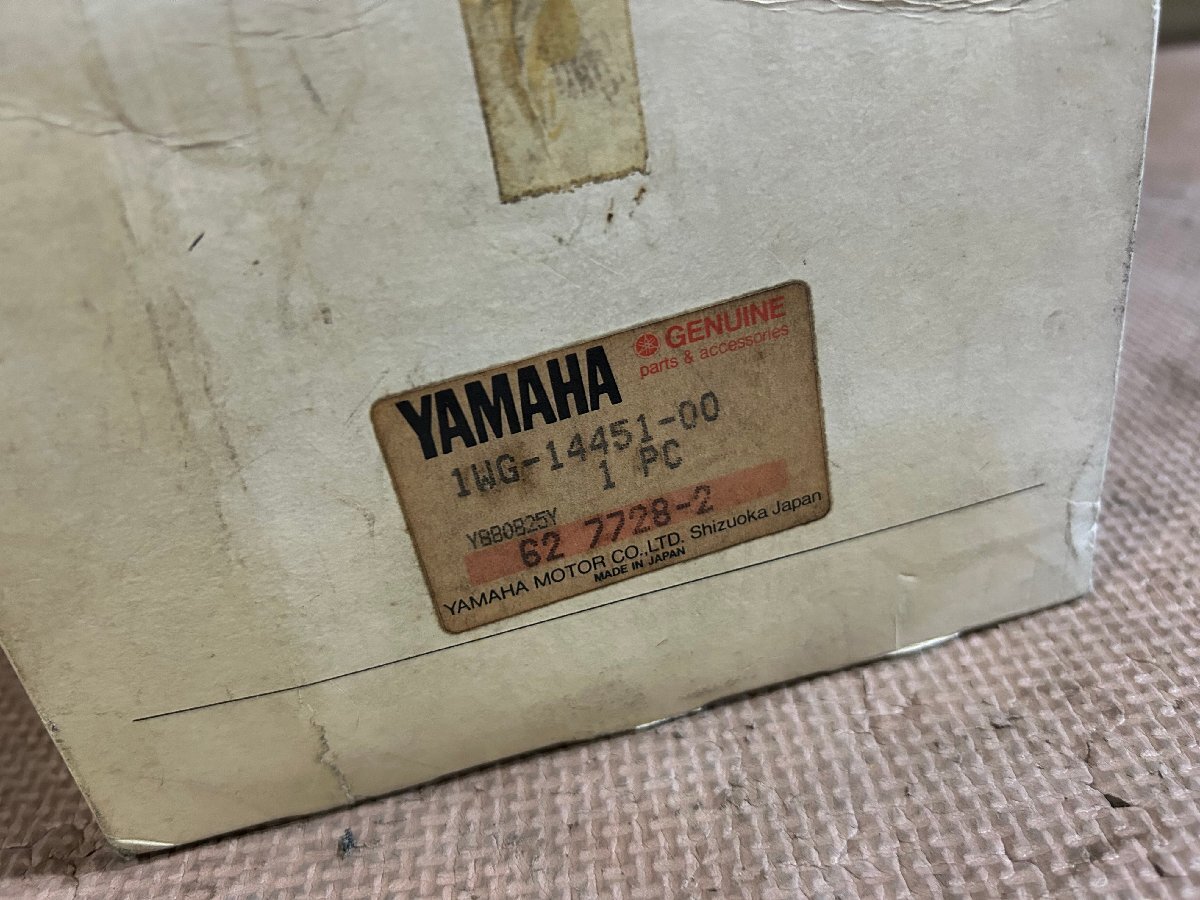 YAMAHA
GENUINE
parts & accessories
1WG-14451-00
1 PC
YBB0825Y
62 7728-2
YAMAHA MOTOR CO.,LTD. Shizuoka Japan
MADE IN JAPAN